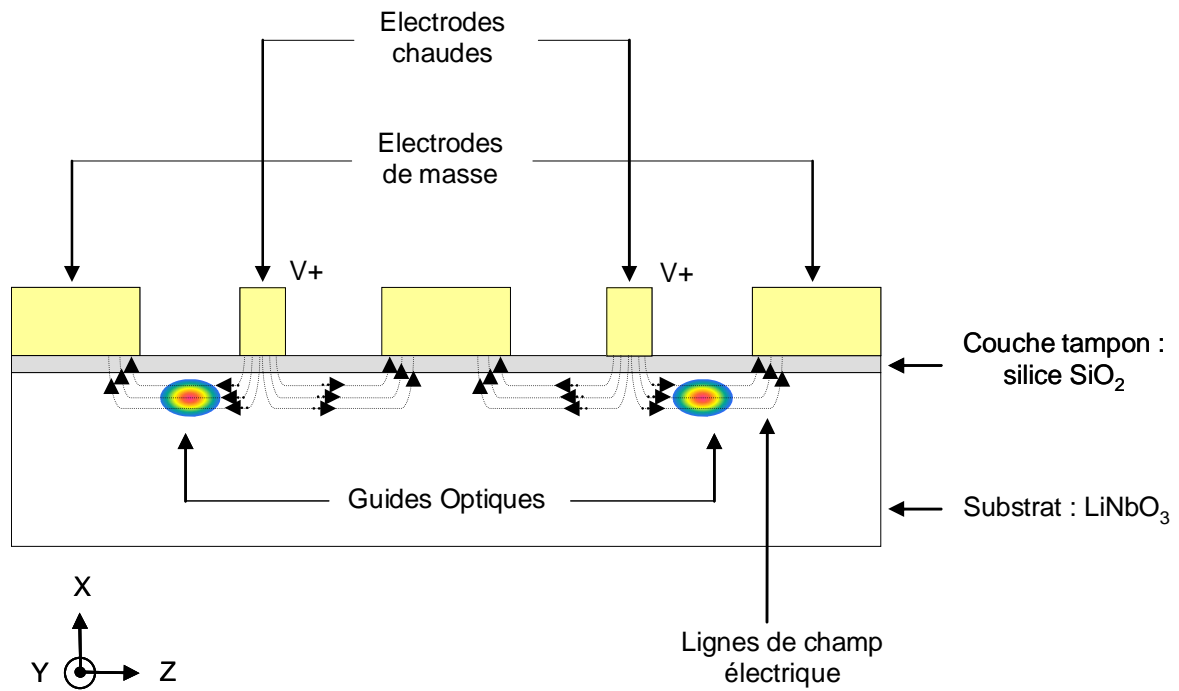 Electrodes
chaudes
Electrodes
de masse
V+
V+
Couche tampon :
silice SiO₂
Guides Optiques
Substrat : LiNbO₃
X
Y
Z
Lignes de champ
électrique